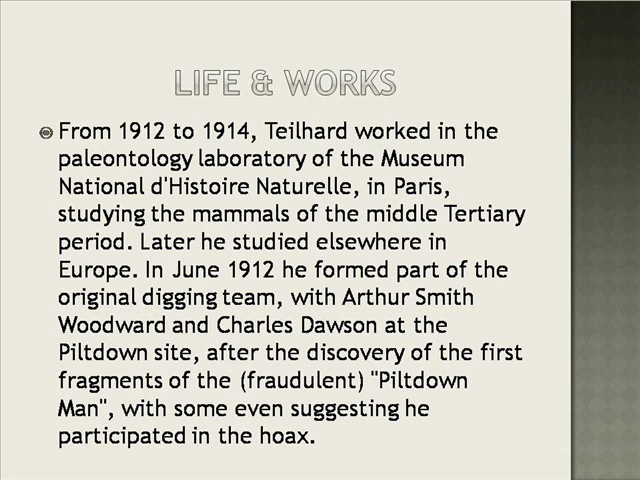 LIFE & WORKS
From 1912 to 1914, Teilhard worked in the
paleontology laboratory of the Museum
National d'Histoire Naturelle, in Paris,
studying the mammals of the middle Tertiary
period. Later he studied elsewhere in
Europe. In June 1912 he formed part of the
original digging team, with Arthur Smith
Woodward and Charles Dawson at the
Piltdown site, after the discovery of the first
fragments of the (fraudulent) "Piltdown
Man", with some even suggesting he
participated in the hoax.